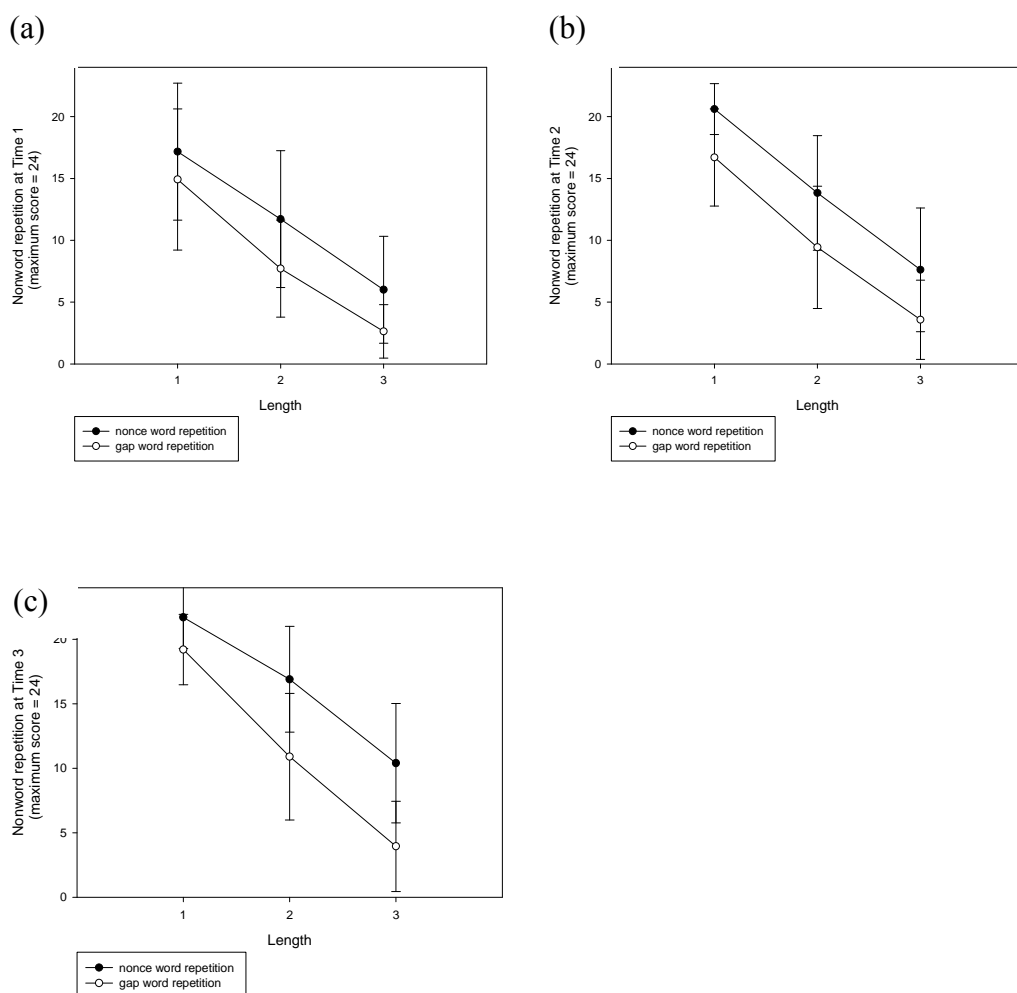 (a)
Nonword repetition at Time 1
(maximum score = 24)
20
15
10
5
0
1 2 3
Length
nonce word repetition
gap word repetition
(b)
Nonword repetition at Time 2
(maximum score = 24)
20
15
10
5
0
1 2 3
Length
nonce word repetition
gap word repetition
(c)
Nonword repetition at Time 3
(maximum score = 24)
20
15
10
5
0
1 2 3
Length
nonce word repetition
gap word repetition